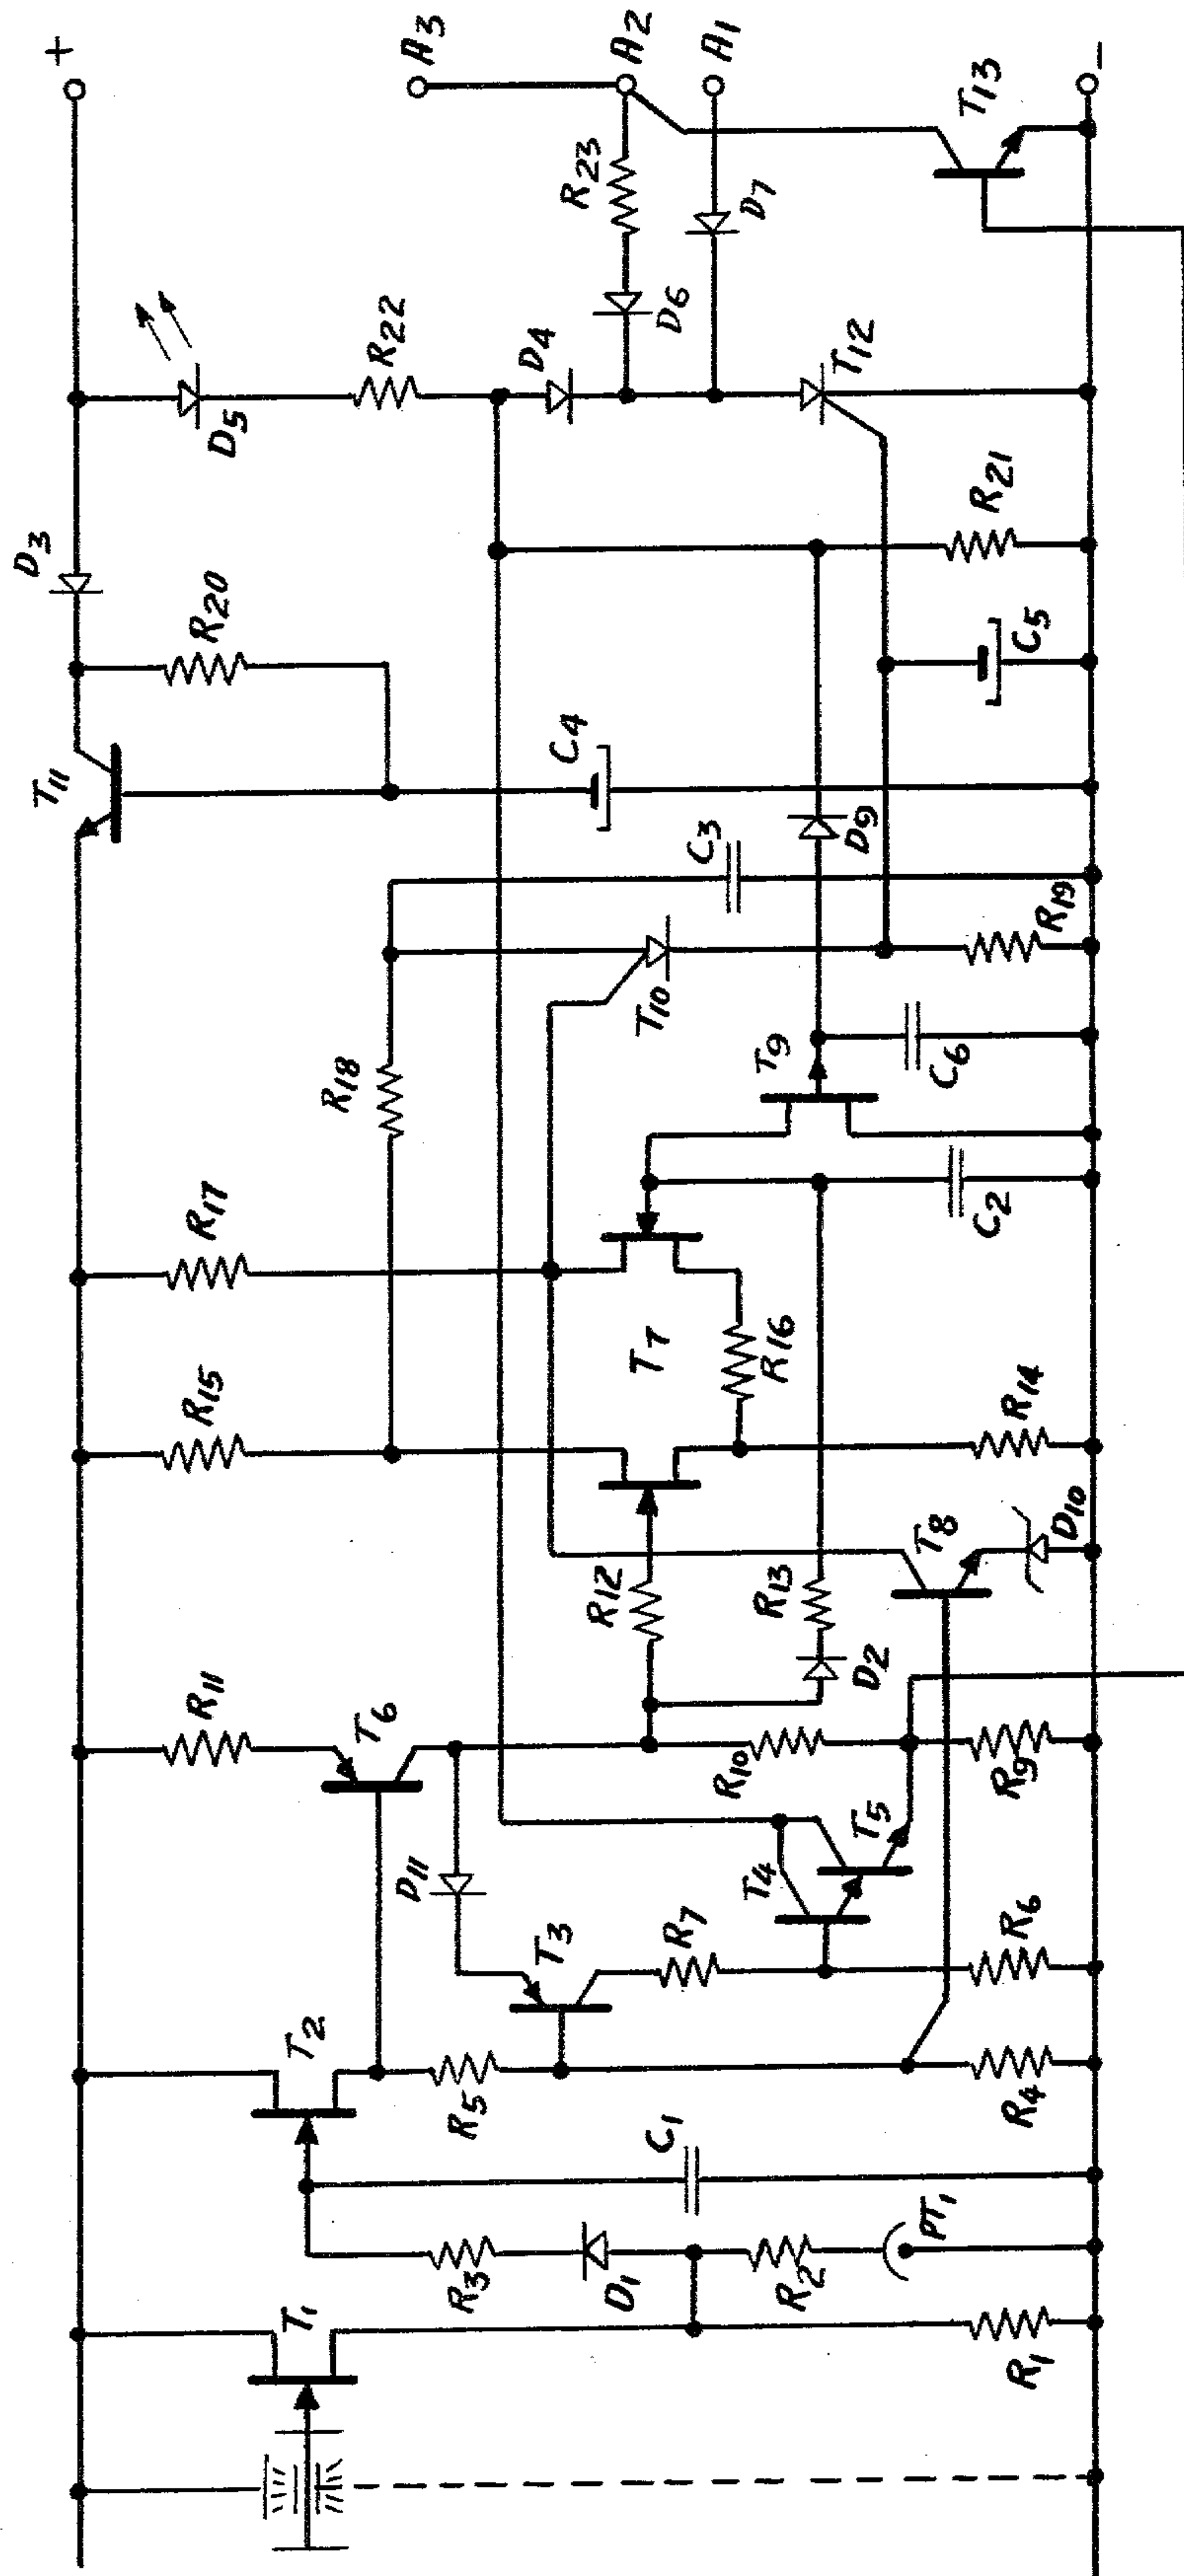 +
A3
A2
A1
-
D3
D5
R22
D4
R23
D6
D7
T13
T12
R20
R21
T11
C4
C5
C3
D9
R19
T10
R18
T9
C6
R17
C2
R15
T7
R16
R14
R12
R13
T8
D10
R11
T6
D2
R10
R9
D11
T5
T4
T3
R7
R6
T2
R5
R4
C1
T1
R3
D1
R2
PT1
R1